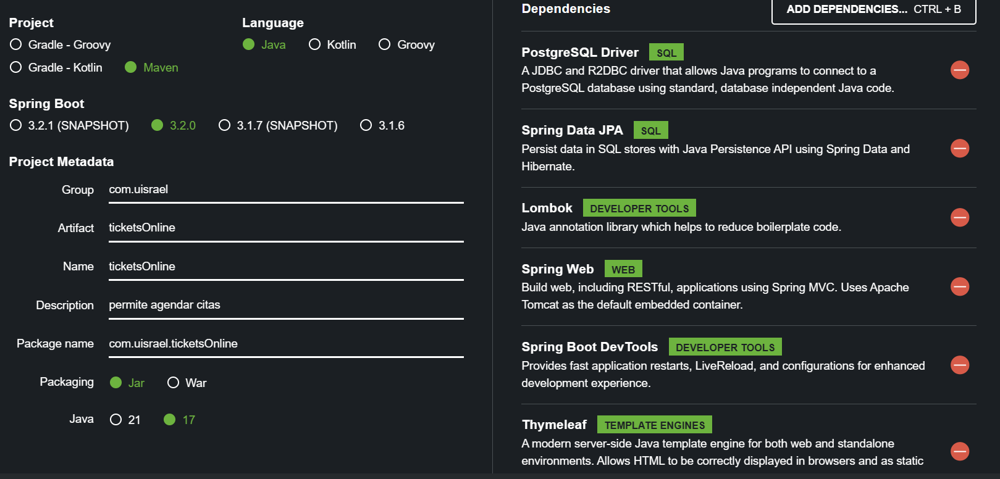 Project
Language
Gradle - Groovy
Java Kotlin Groovy
Gradle - Kotlin Maven
Spring Boot
3.2.1 (SNAPSHOT) 3.2.0 3.1.7 (SNAPSHOT) 3.1.6
Project Metadata
Group com.uisrael
Artifact ticketsOnline
Name ticketsOnline
Description permite agendar citas
Package name com.uisrael.ticketsOnline
Packaging Jar War
Java 21 17
Dependencies
ADD DEPENDENCIES... CTRL + B
PostgreSQL Driver SQL
A JDBC and R2DBC driver that allows Java programs to connect to a
PostgreSQL database using standard, database independent Java code.
Spring Data JPA SQL
Persist data in SQL stores with Java Persistence API using Spring Data and
Hibernate.
Lombok DEVELOPER TOOLS
Java annotation library which helps to reduce boilerplate code.
Spring Web WEB
Build web, including RESTful, applications using Spring MVC. Uses Apache
Tomcat as the default embedded container.
Spring Boot DevTools DEVELOPER TOOLS
Provides fast application restarts, LiveReload, and configurations for enhanced
development experience.
Thymeleaf TEMPLATE ENGINES
A modern server-side Java template engine for both web and standalone
environments. Allows HTML to be correctly displayed in browsers and as static